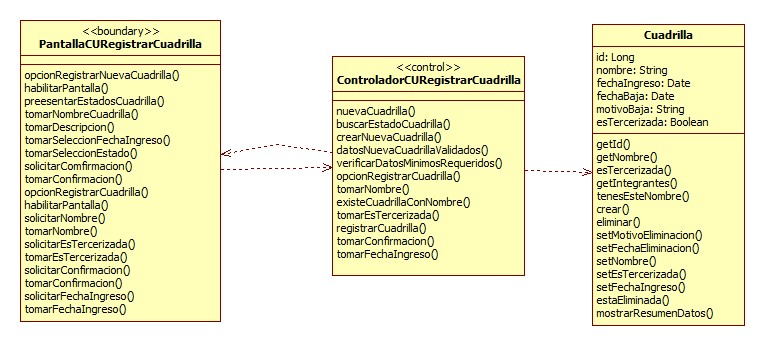 <<boundary>>
PantallaCURegistrarCuadrilla
opcionRegistrarNuevaCuadrilla()
habilitarPantalla()
preesentarEstadosCuadrilla()
tomarNombreCuadrilla()
tomarDescripcion()
tomarSeleccionFechaIngreso()
tomarSeleccionEstado()
solicitarComfirmacion()
tomarConfirmacion()
opcionRegistrarCuadrilla()
habilitarPantalla()
solicitarNombre()
tomarNombre()
solicitarEsTercerizada()
tomarEsTercerizada()
solicitarConfirmacion()
tomarConfirmacion()
solicitarFechaIngreso()
tomarFechaIngreso()
<<control>>
ControladorCURegistrarCuadrilla
nuevaCuadrilla()
buscarEstadoCuadrilla()
crearNuevaCuadrilla()
datosNuevaCuadrillaValidados()
verificarDatosMinimosRequeridos()
opcionRegistrarCuadrilla()
tomarNombre()
existeCuadrillaConNombre()
tomarEsTercerizada()
registrarCuadrilla()
tomarConfirmacion()
tomarFechaIngreso()
Cuadrilla
id: Long
nombre: String
fechaIngreso: Date
fechaBaja: Date
motivoBaja: String
esTercerizada: Boolean
getId()
getNombre()
esTercerizada()
getIntegrantes()
tenesEsteNombre()
crear()
eliminar()
setMotivoEliminacion()
setFechaEliminacion()
setNombre()
setEsTercerizada()
setFechaIngreso()
estaEliminada()
mostrarResumenDatos()